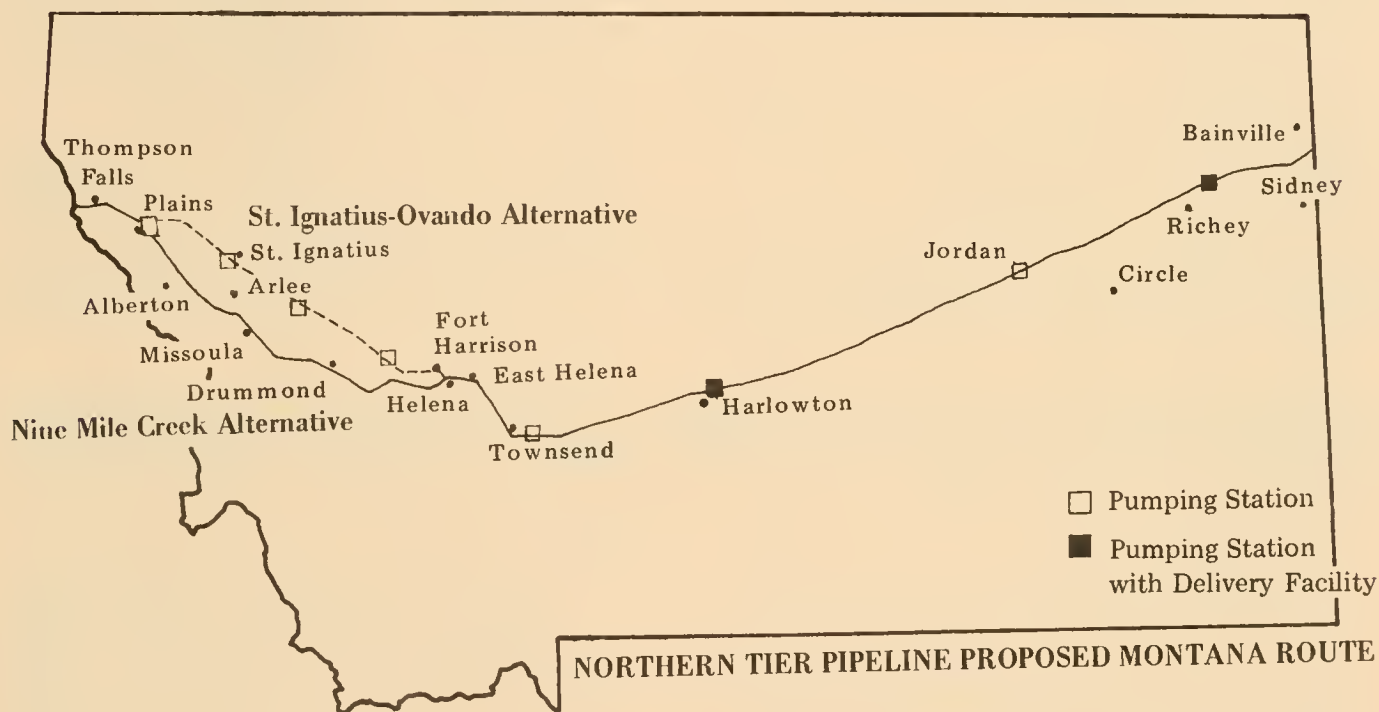 Bainville
Thompson
Falls
Plains
Sidney
St. Ignatius-Ovando Alternative
Richey
St. Ignatius
Jordan
Circle
Arlee
Alberton
Fort
Harrison
Missoula
East Helena
Drummond
Helena
Harlowton
Nine Mile Creek Alternative
Townsend
Pumping Station
Pumping Station
with Delivery Facility
NORTHERN TIER PIPELINE PROPOSED MONTANA ROUTE